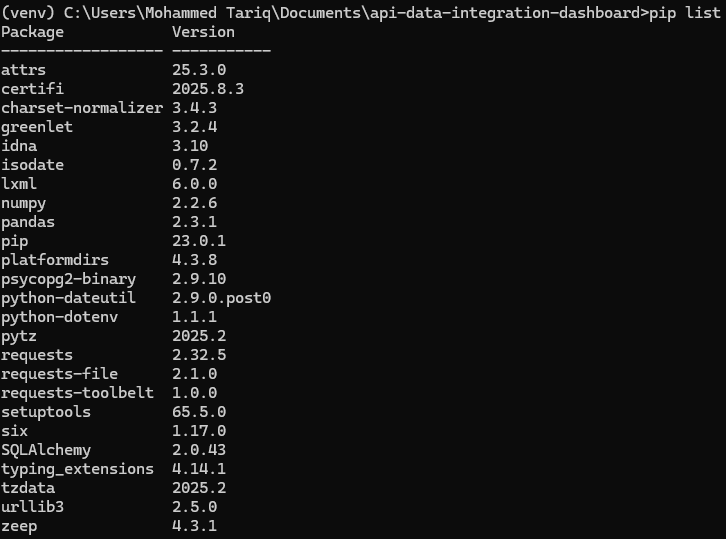 (venv) C:\Users\Mohammed Tariq\Documents\api-data-integration-dashboard>pip list
Package            Version
------------------ -----------
attrs              25.3.0
certifi            2025.8.3
charset-normalizer 3.4.3
greenlet           3.2.4
idna               3.10
isodate            0.7.2
lxml               6.0.0
numpy              2.2.6
pandas             2.3.1
pip                23.0.1
platformdirs       4.3.8
psycopg2-binary    2.9.10
python-dateutil    2.9.0.post0
python-dotenv      1.1.1
pytz               2025.2
requests           2.32.5
requests-file      2.1.0
requests-toolbelt  1.0.0
setuptools         65.5.0
six                1.17.0
SQLAlchemy         2.0.43
typing_extensions  4.14.1
tzdata             2025.2
urllib3            2.5.0
zeep               4.3.1